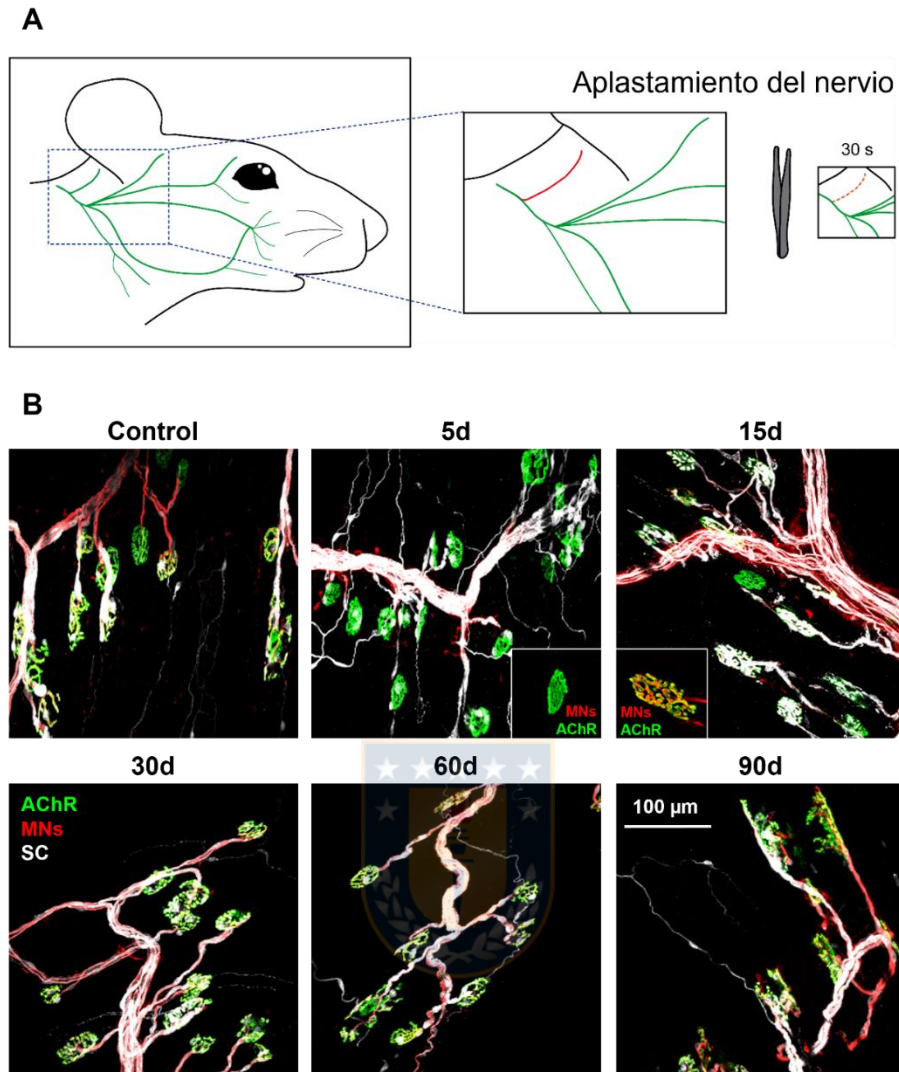 A
Aplastamiento del nervio
30 s
B
Control
5d
15d
MNs
AChR
MNs
AChR
30d
60d
90d
AChR
MNs
SC
100 µm